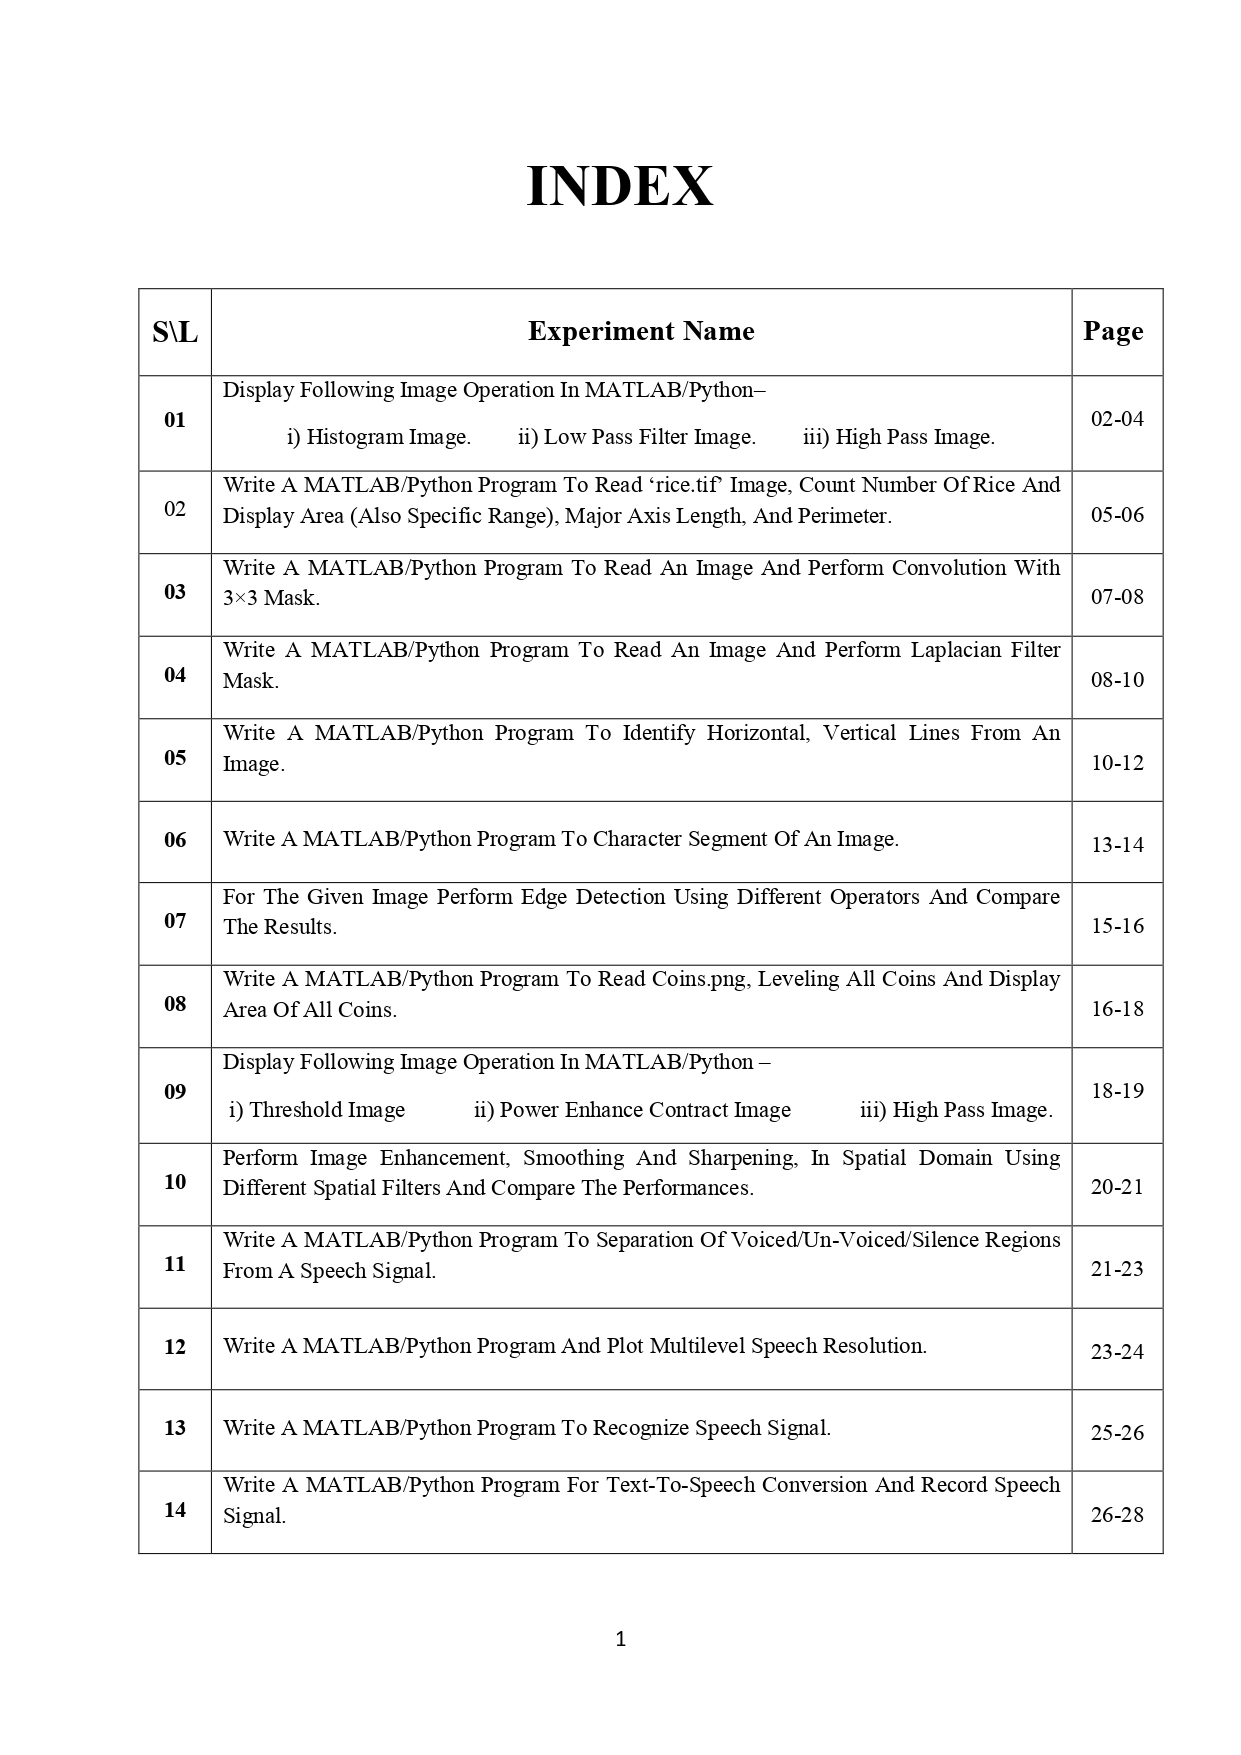 INDEX
S\L Experiment Name Page
Display Following Image Operation In MATLAB/Python–
01 02-04
i) Histogram Image. ii) Low Pass Filter Image. iii) High Pass Image.
Write A MATLAB/Python Program To Read ‘rice.tif’ Image, Count Number Of Rice And
02 05-06
Display Area (Also Specific Range), Major Axis Length, And Perimeter.
Write A MATLAB/Python Program To Read An Image And Perform Convolution With
03 07-08
3×3 Mask.
Write A MATLAB/Python Program To Read An Image And Perform Laplacian Filter
04 08-10
Mask.
Write A MATLAB/Python Program To Identify Horizontal, Vertical Lines From An
05 10-12
Image.
06 Write A MATLAB/Python Program To Character Segment Of An Image. 13-14
For The Given Image Perform Edge Detection Using Different Operators And Compare
07 15-16
The Results.
Write A MATLAB/Python Program To Read Coins.png, Leveling All Coins And Display
08 16-18
Area Of All Coins.
Display Following Image Operation In MATLAB/Python –
09 18-19
i) Threshold Image ii) Power Enhance Contract Image iii) High Pass Image.
Perform Image Enhancement, Smoothing And Sharpening, In Spatial Domain Using
10 20-21
Different Spatial Filters And Compare The Performances.
Write A MATLAB/Python Program To Separation Of Voiced/Un-Voiced/Silence Regions
11 21-23
From A Speech Signal.
12 Write A MATLAB/Python Program And Plot Multilevel Speech Resolution. 23-24
13 Write A MATLAB/Python Program To Recognize Speech Signal. 25-26
Write A MATLAB/Python Program For Text-To-Speech Conversion And Record Speech
14 26-28
Signal.
1